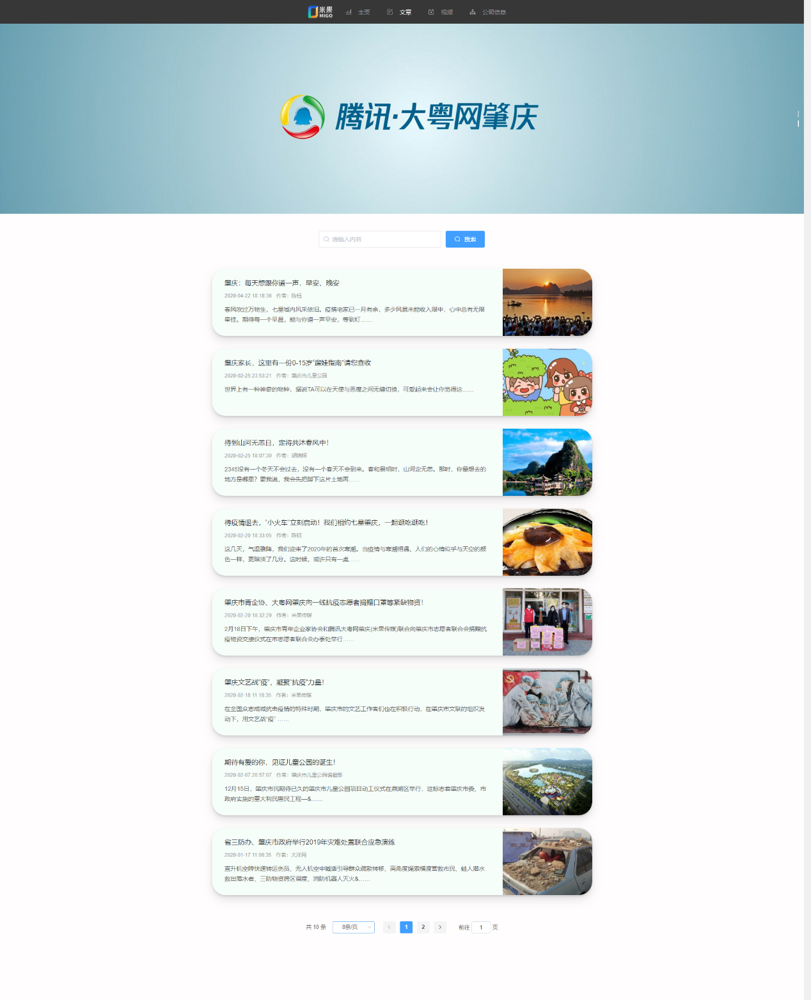 米果
MIGO
主页
文章
视频
公司信息
腾讯·大粤网肇庆
请输入内容
搜索
肇庆：每天想跟你道一声，早安、晚安
2020-04-22 18:18:36 作者：陈钰
春风吹过万物生，七星城内风采依旧。疫情宅家已一月有余，多少风景未能收入眼中，心中总有无限
牵挂。期待每一个早晨，能与你道一声早安，等到灯……
肇庆家长，这里有一份0-15岁“遛娃指南”请您查收
2020-02-25 23:53:21 作者：肇庆市儿童公园
世界上有一种神奇的物种，据说TA可以在天使与恶魔之间无缝切换，可爱起来会让你觉得这……
待到山河无恙日，定将共沐春风中！
2020-02-25 18:07:30 作者：
2345没有一个冬天不会过去，没有一个春天不会到来。春和景明时，山河定无恙。那时，你最想去的
地方是哪里？要我说，我会先把脚下这片土地再……
待疫情退去，“小火车”立刻启动！我们相约七星肇庆，一起逛吃逛吃！
2020-02-20 18:33:05 作者：陈钰
这几天，气温骤降，我们迎来了2020年的首次寒潮。当疫情与寒潮相遇，人们的心情似乎与天空的颜
色一样，更暗淡了几分。这时候，或许只有一桌……
肇庆市青企协、大粤网肇庆向一线抗疫志愿者捐赠口罩等紧缺物资！
2020-02-20 18:32:29 作者：米果传媒
2月18日下午，肇庆市青年企业家协会和腾讯大粤网肇庆(米果传媒)联合向肇庆市志愿者联合会捐赠抗
疫物资交接仪式在市志愿者联合会办事处举行……
肇庆文艺战“疫”，凝聚“抗疫”力量！
2020-02-18 11:18:35 作者：米果传媒
在全国众志成城抗击疫情的特殊时期，肇庆市的文艺工作者们也在积极行动，在肇庆市文联的组织发
动下，用文艺战“疫” ……
期待有爱的你，见证儿童公园的诞生！
2020-02-07 20:57:07 作者：肇庆市儿童公园编辑部
12月15日，肇庆市民期待已久的肇庆市儿童公园项目动工仪式在鼎湖区举行，这标志着肇庆市委、市
政府实施的重大利民惠民工程—&……
省三防办、肇庆市政府举行2019年灾难处置联合应急演练
2020-01-17 11:06:35 作者：大洋网
直升机空降快速转运伤员、无人机空中喊话引导群众疏散转移、高角度绳索横渡营救市民、蛙人潜水
救出落水者、三防物资跨区调度、消防机器人灭火&……
共 10 条
8条/页
1
2
前往
1
页